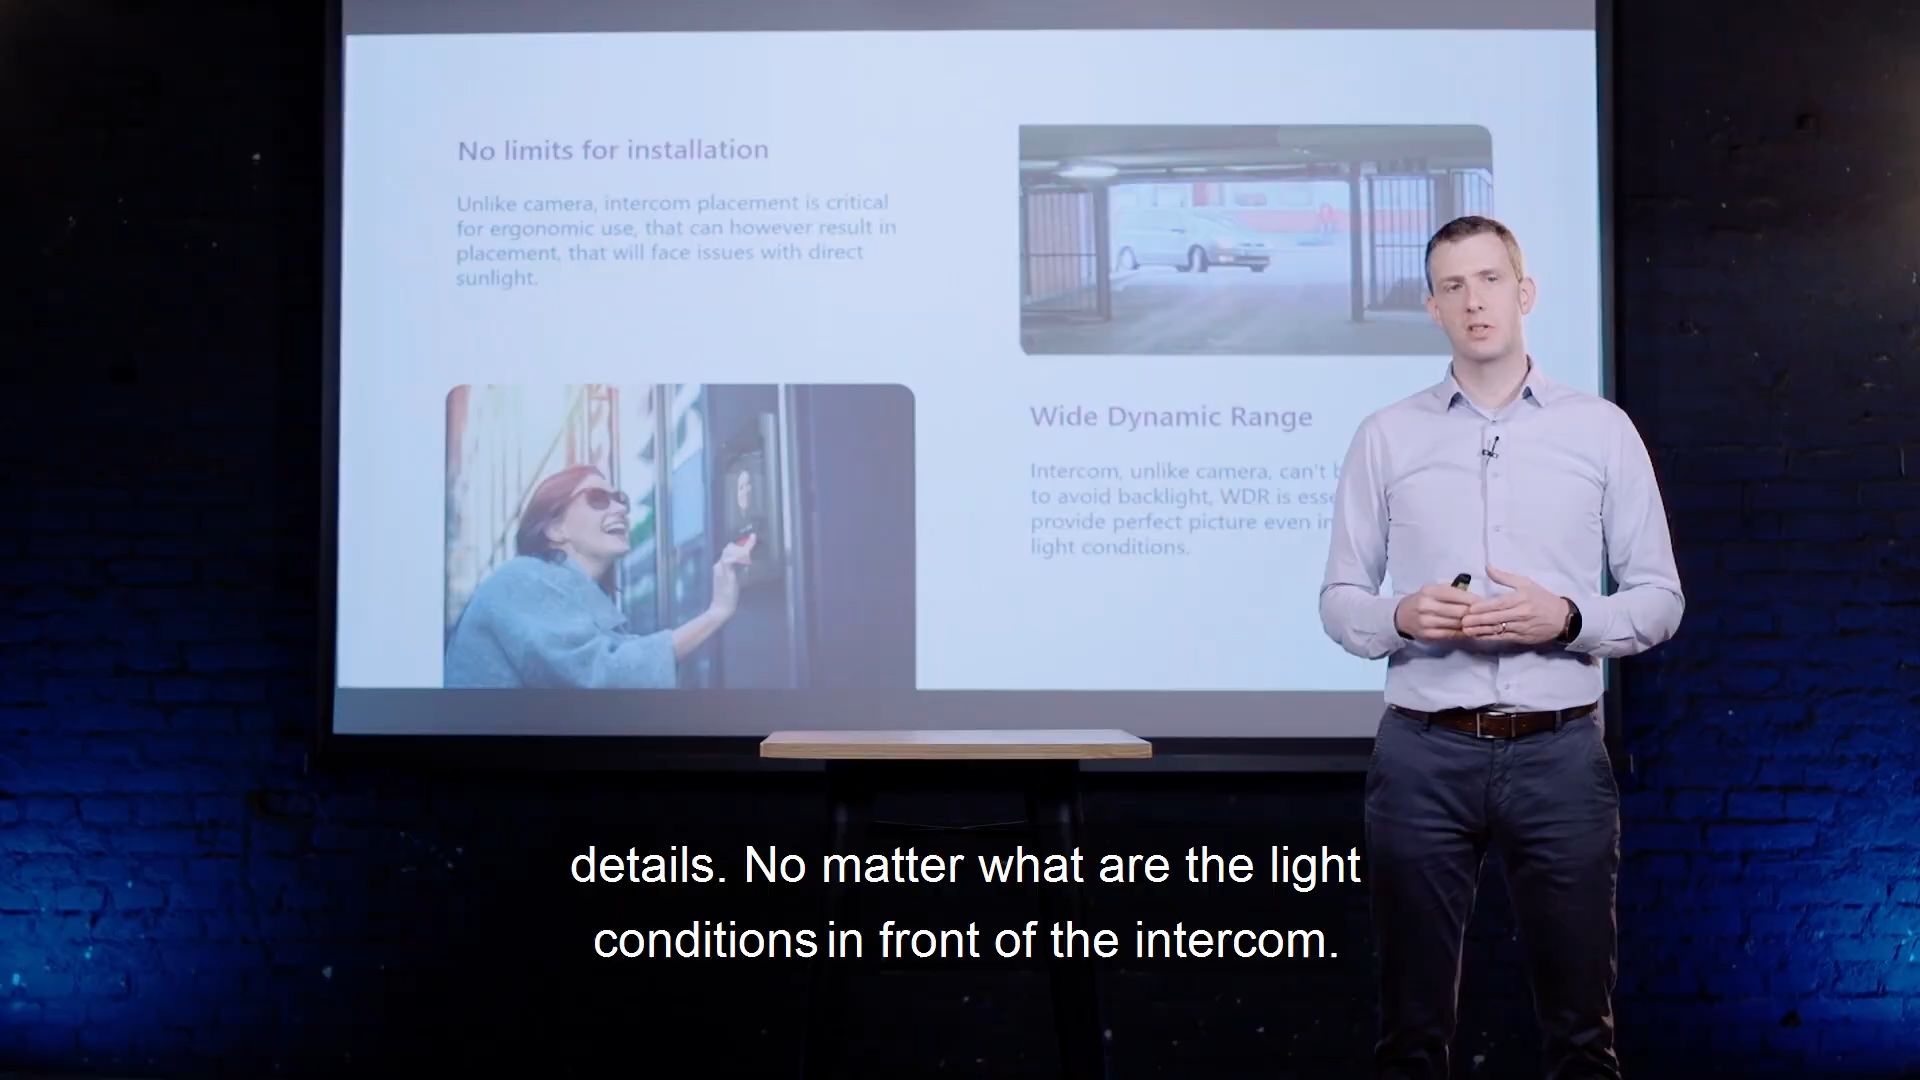 No limits for installation
Unlike camera, intercom placement is critical
for ergonomic use, that can however result in
placement, that will face issues with direct
sunlight.
Wide Dynamic Range
Intercom, unlike camera, can't
to avoid backlight, WDR is
provide perfect picture even in
light conditions.
details. No matter what are the light
conditions in front of the intercom.